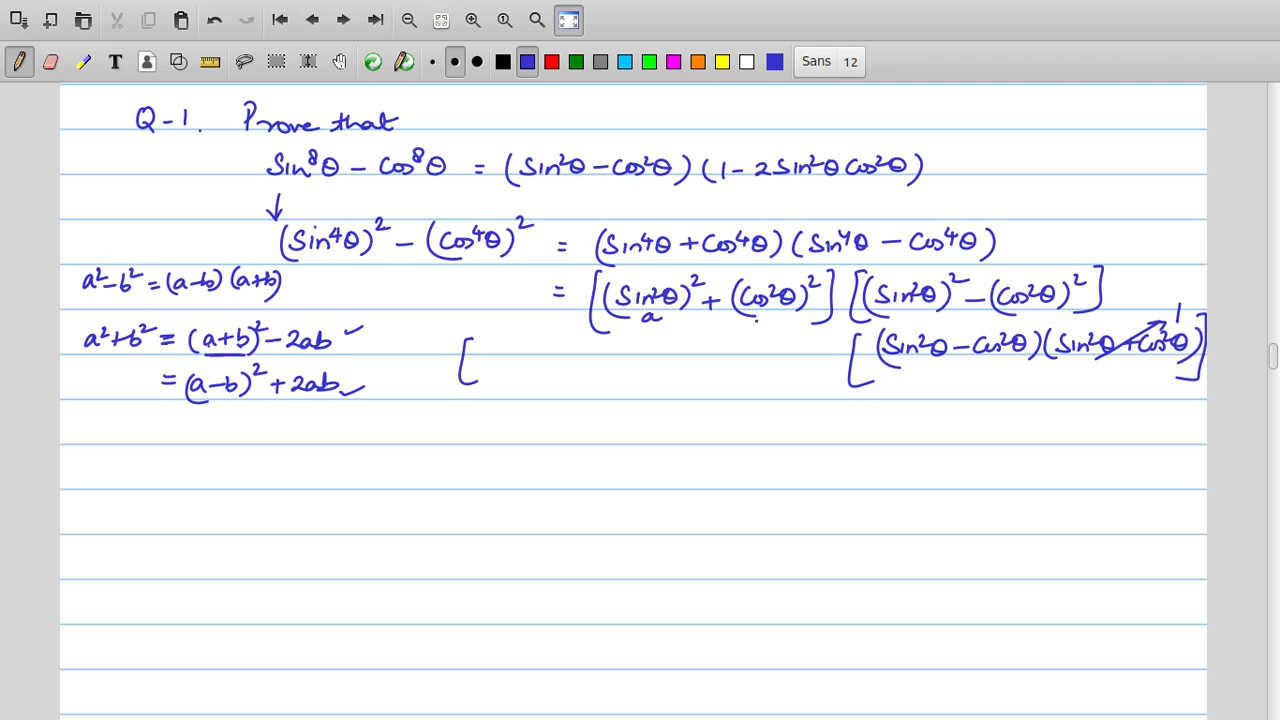 Sans 12
Q-1. Prove that
Sin⁸θ - Cos⁸θ = (Sin²θ - Cos²θ) (1 - 2Sin²θ Cos²θ)
↓
(Sin⁴θ)² - (Cos⁴θ)² = (Sin⁴θ + Cos⁴θ) (Sin⁴θ - Cos⁴θ)
a² - b² = (a-b) (a+b)
= [(Sin²θ)² + (Cos²θ)²] [(Sin²θ)² - (Cos²θ)²]
a
1
a² + b² = (a+b)² - 2ab ✓
[ [(Sin²θ - Cos²θ) (Sin²θ + Cos²θ)]
= (a-b)² + 2ab ✓